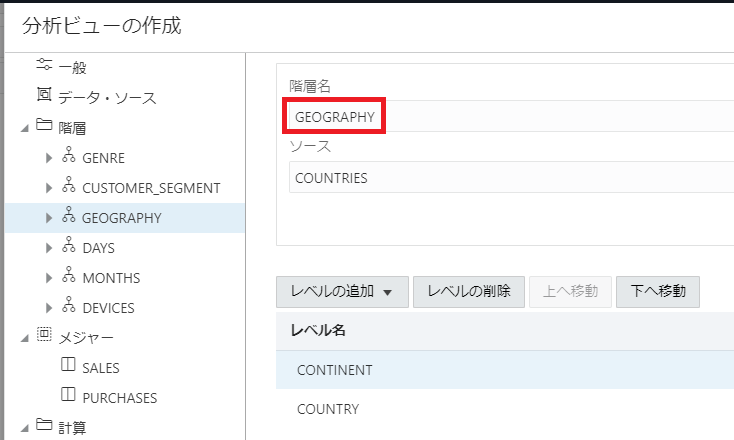 分析ビューの作成
一般
データ・ソース
階層
GENRE
CUSTOMER_SEGMENT
GEOGRAPHY
DAYS
MONTHS
DEVICES
メジャー
SALES
PURCHASES
計算
階層名
GEOGRAPHY
ソース
COUNTRIES
レベルの追加 レベルの削除 上へ移動 下へ移動
レベル名
CONTINENT
COUNTRY